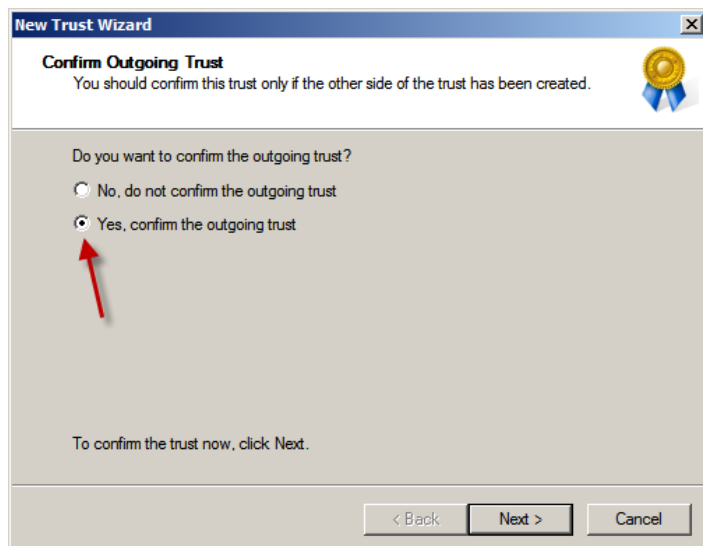 New Trust Wizard
Confirm Outgoing Trust
You should confirm this trust only if the other side of the trust has been created.
Do you want to confirm the outgoing trust?
No, do not confirm the outgoing trust
Yes, confirm the outgoing trust
To confirm the trust now, click Next.
< Back Next > Cancel